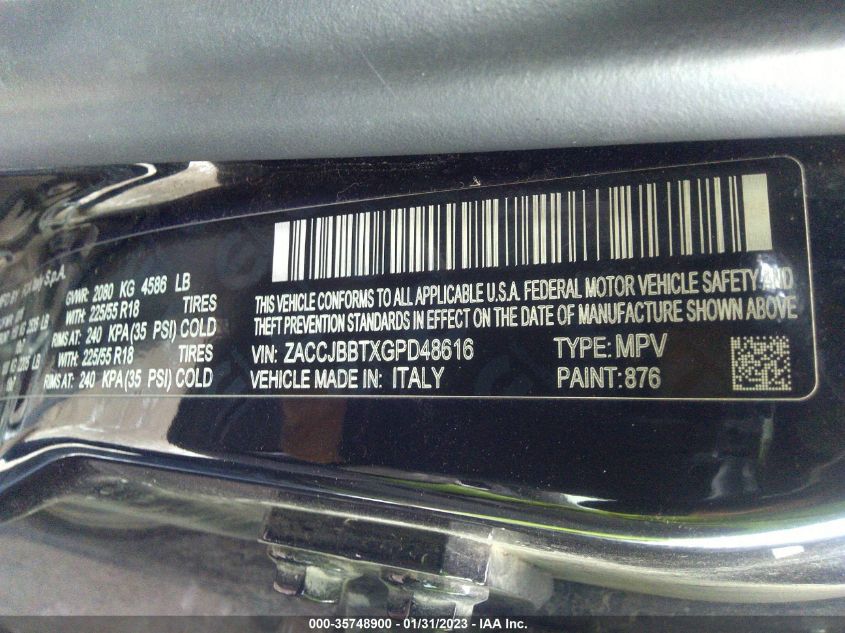 S.p.A.
GVWR: 2080 KG 4586 LB
WITH: 225/55 R18 TIRES
RIMS AT: 240 KPA(35 PSI) COLD
WITH: 225/55 R18 TIRES
RIMS AT: 240 KPA(35 PSI) COLD
THIS VEHICLE CONFORMS TO ALL APPLICABLE U.S.A. FEDERAL MOTOR VEHICLE SAFETY AND
THEFT PREVENTION STANDARDS IN EFFECT ON THE DATE OF MANUFACTURE SHOWN ABOVE
VIN: ZACCJBBTXGPD48616 TYPE: MPV
VEHICLE MADE IN: ITALY PAINT: 876
000-35748900 - 01/31/2023 - IAA Inc.